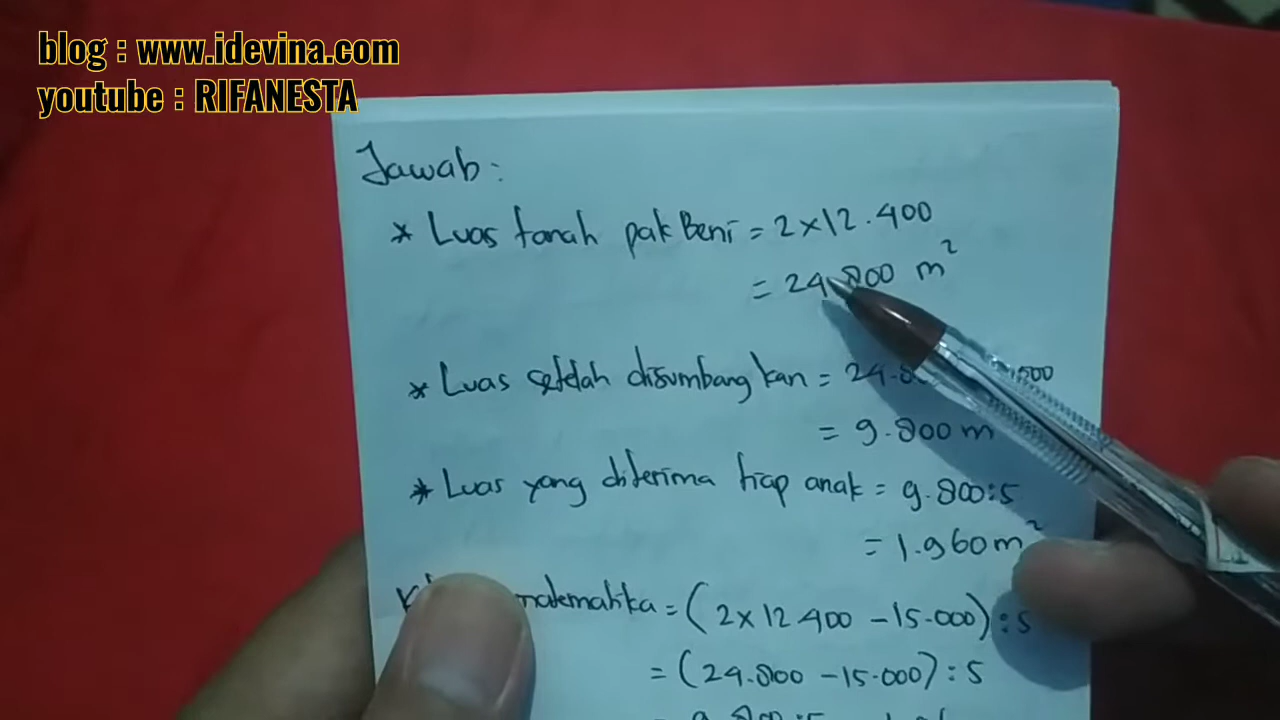 blog : www.idevina.com
youtube : RIFANESTA
Jawab :
* Luas tanah pak Beni = 2 x 12.400
= 24.800 m²
* Luas setelah disumbangkan = 24.8
= 9.800 m
* Luas yang diterima tiap anak = 9.800 : 5
= 1.960 m²
matematika = (2 x 12.400 - 15.000) : 5
= (24.800 - 15.000) : 5